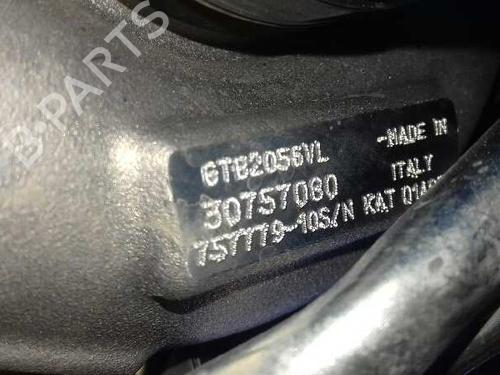 B-PARTS
GTB2056VL -MADE IN
30757080 ITALY
757779-10S/N KAT